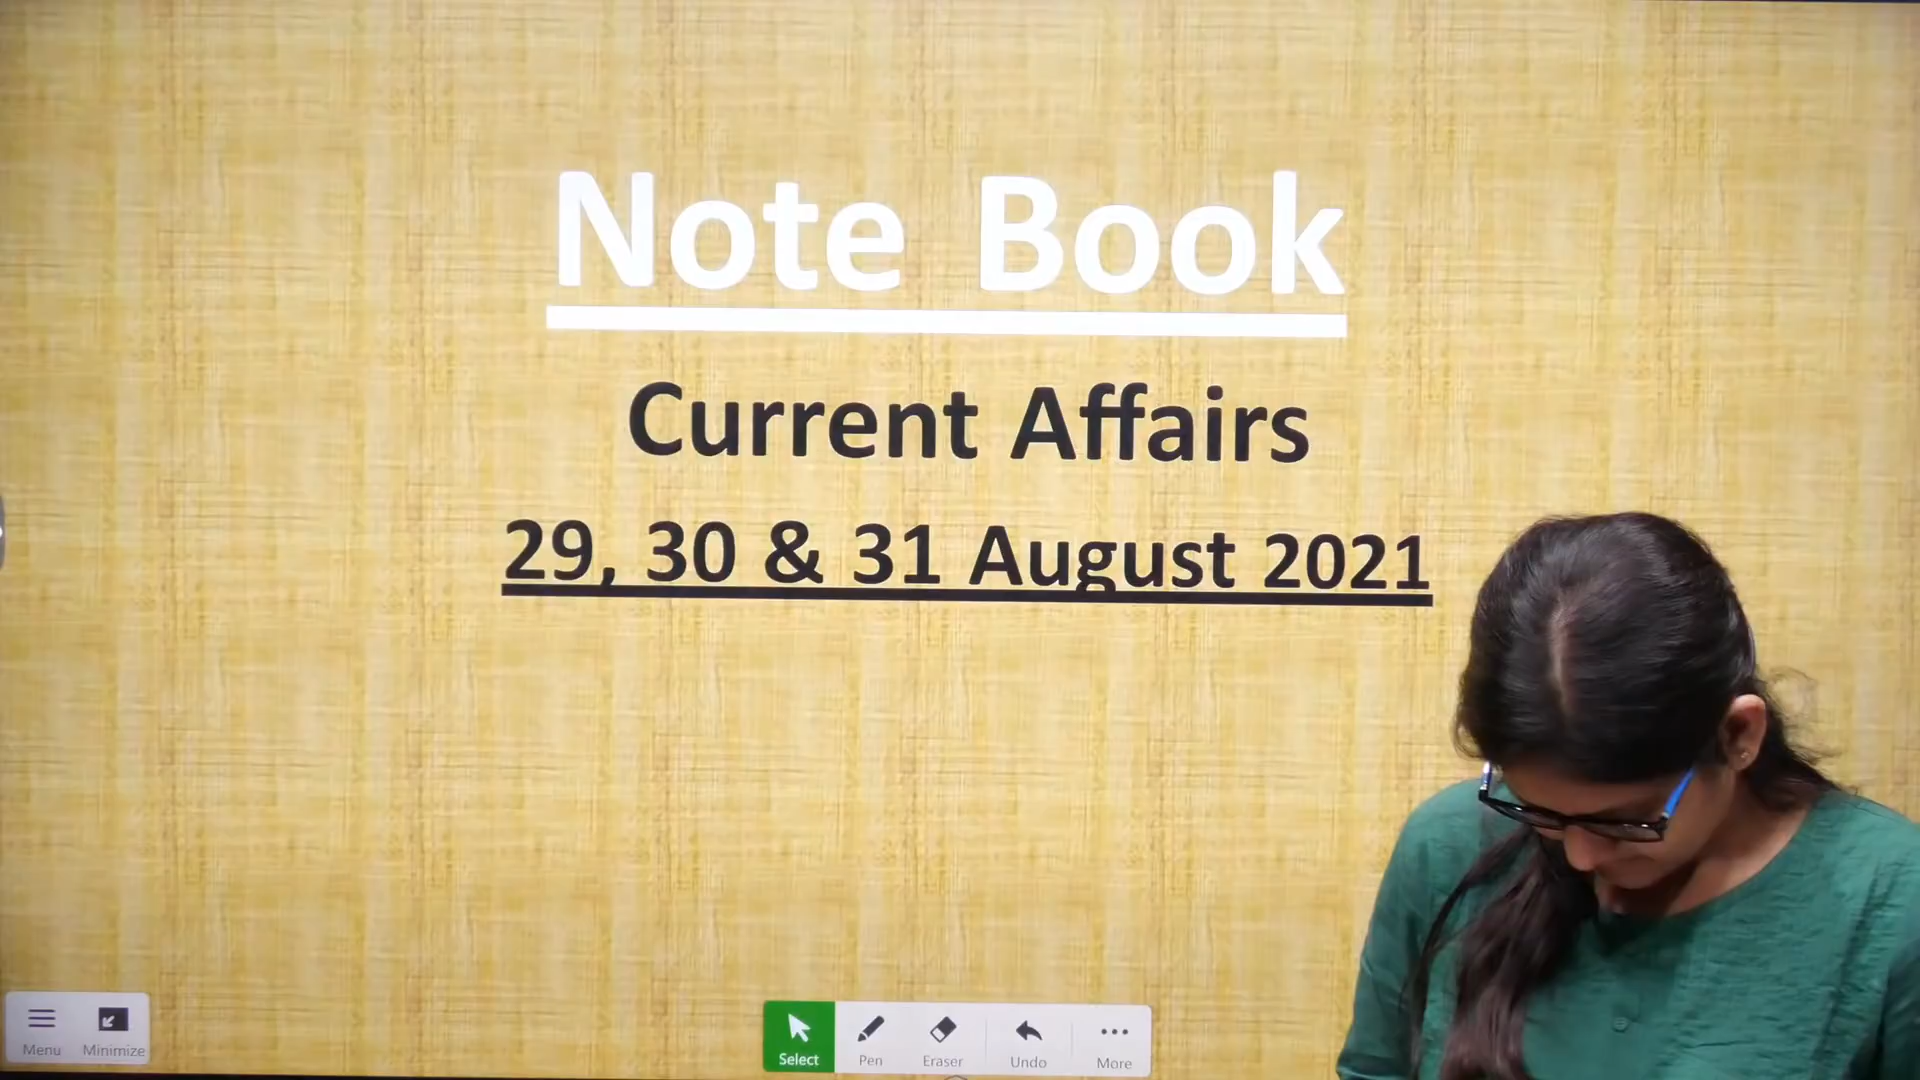 Note Book
Current Affairs
29, 30 & 31 August 2021
Menu Minimize Select Pen Eraser Undo More